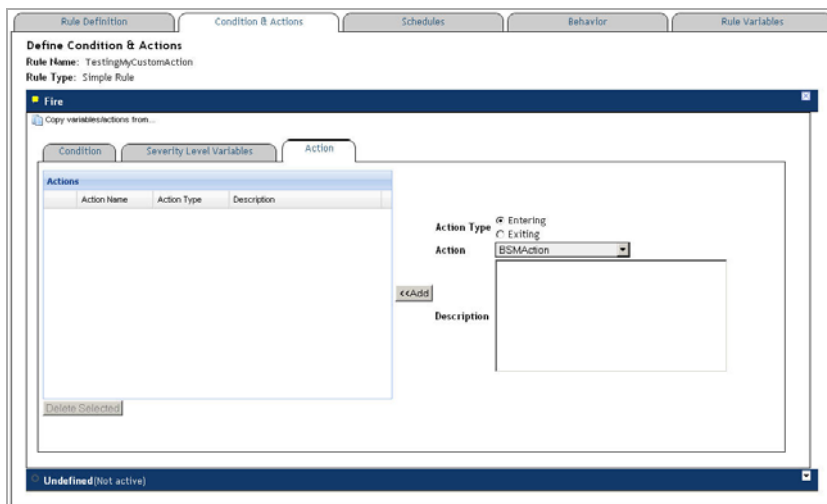 Rule Definition
Condition & Actions
Schedules
Behavior
Rule Variables
Define Condition & Actions
Rule Name: TestingMyCustomAction
Rule Type: Simple Rule
Fire
Copy variables/actions from...
Condition
Severity Level Variables
Action
Actions
Action Name
Action Type
Description
Action Type
Entering
Exiting
Action
BSMAction
<<Add
Description
Delete Selected
Undefined(Not active)